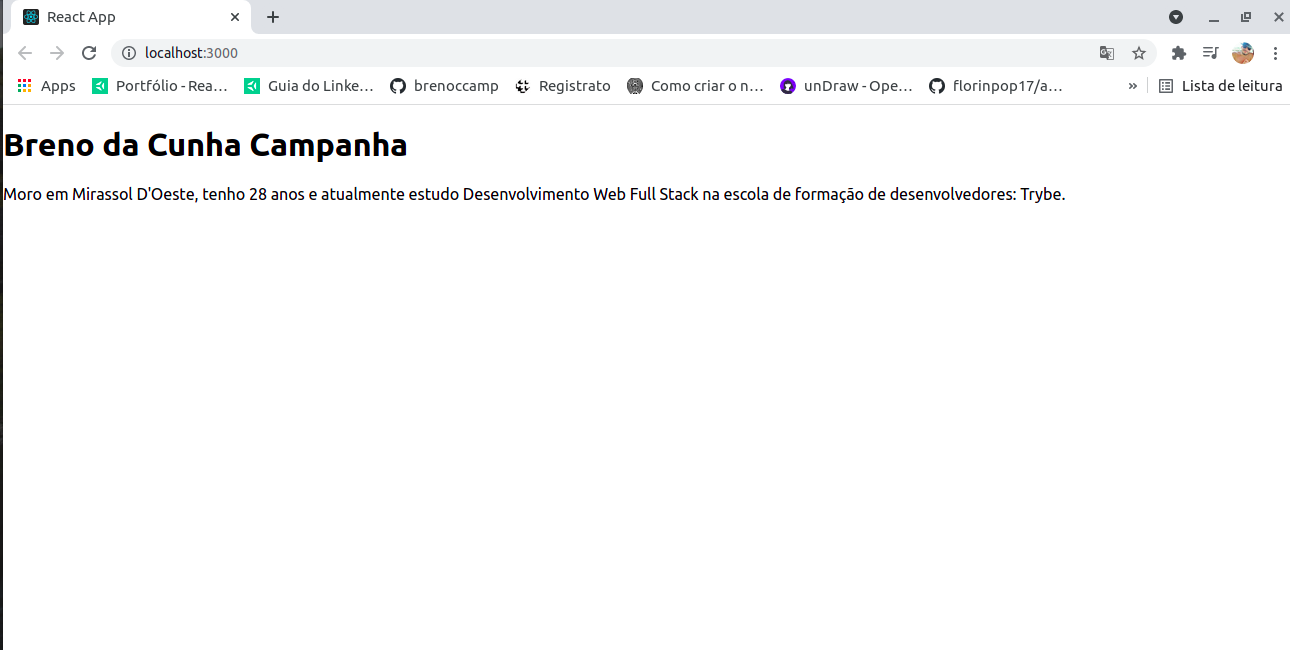 React App
localhost:3000
Apps Portfólio - Rea... Guia do Linke... brenoccamp Registrato Como criar o n... unDraw - Ope... florinpop17/a... » Lista de leitura
Breno da Cunha Campanha
Moro em Mirassol D'Oeste, tenho 28 anos e atualmente estudo Desenvolvimento Web Full Stack na escola de formação de desenvolvedores: Trybe.